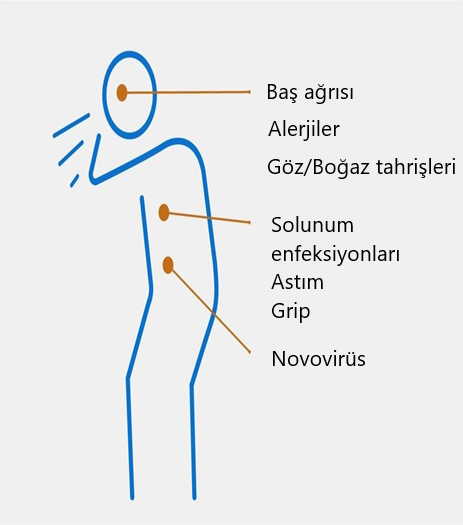 Baş ağrısı
Alerjiler
Göz/Boğaz tahrişleri
Solunum
enfeksiyonları
Astım
Grip
Novovirüs